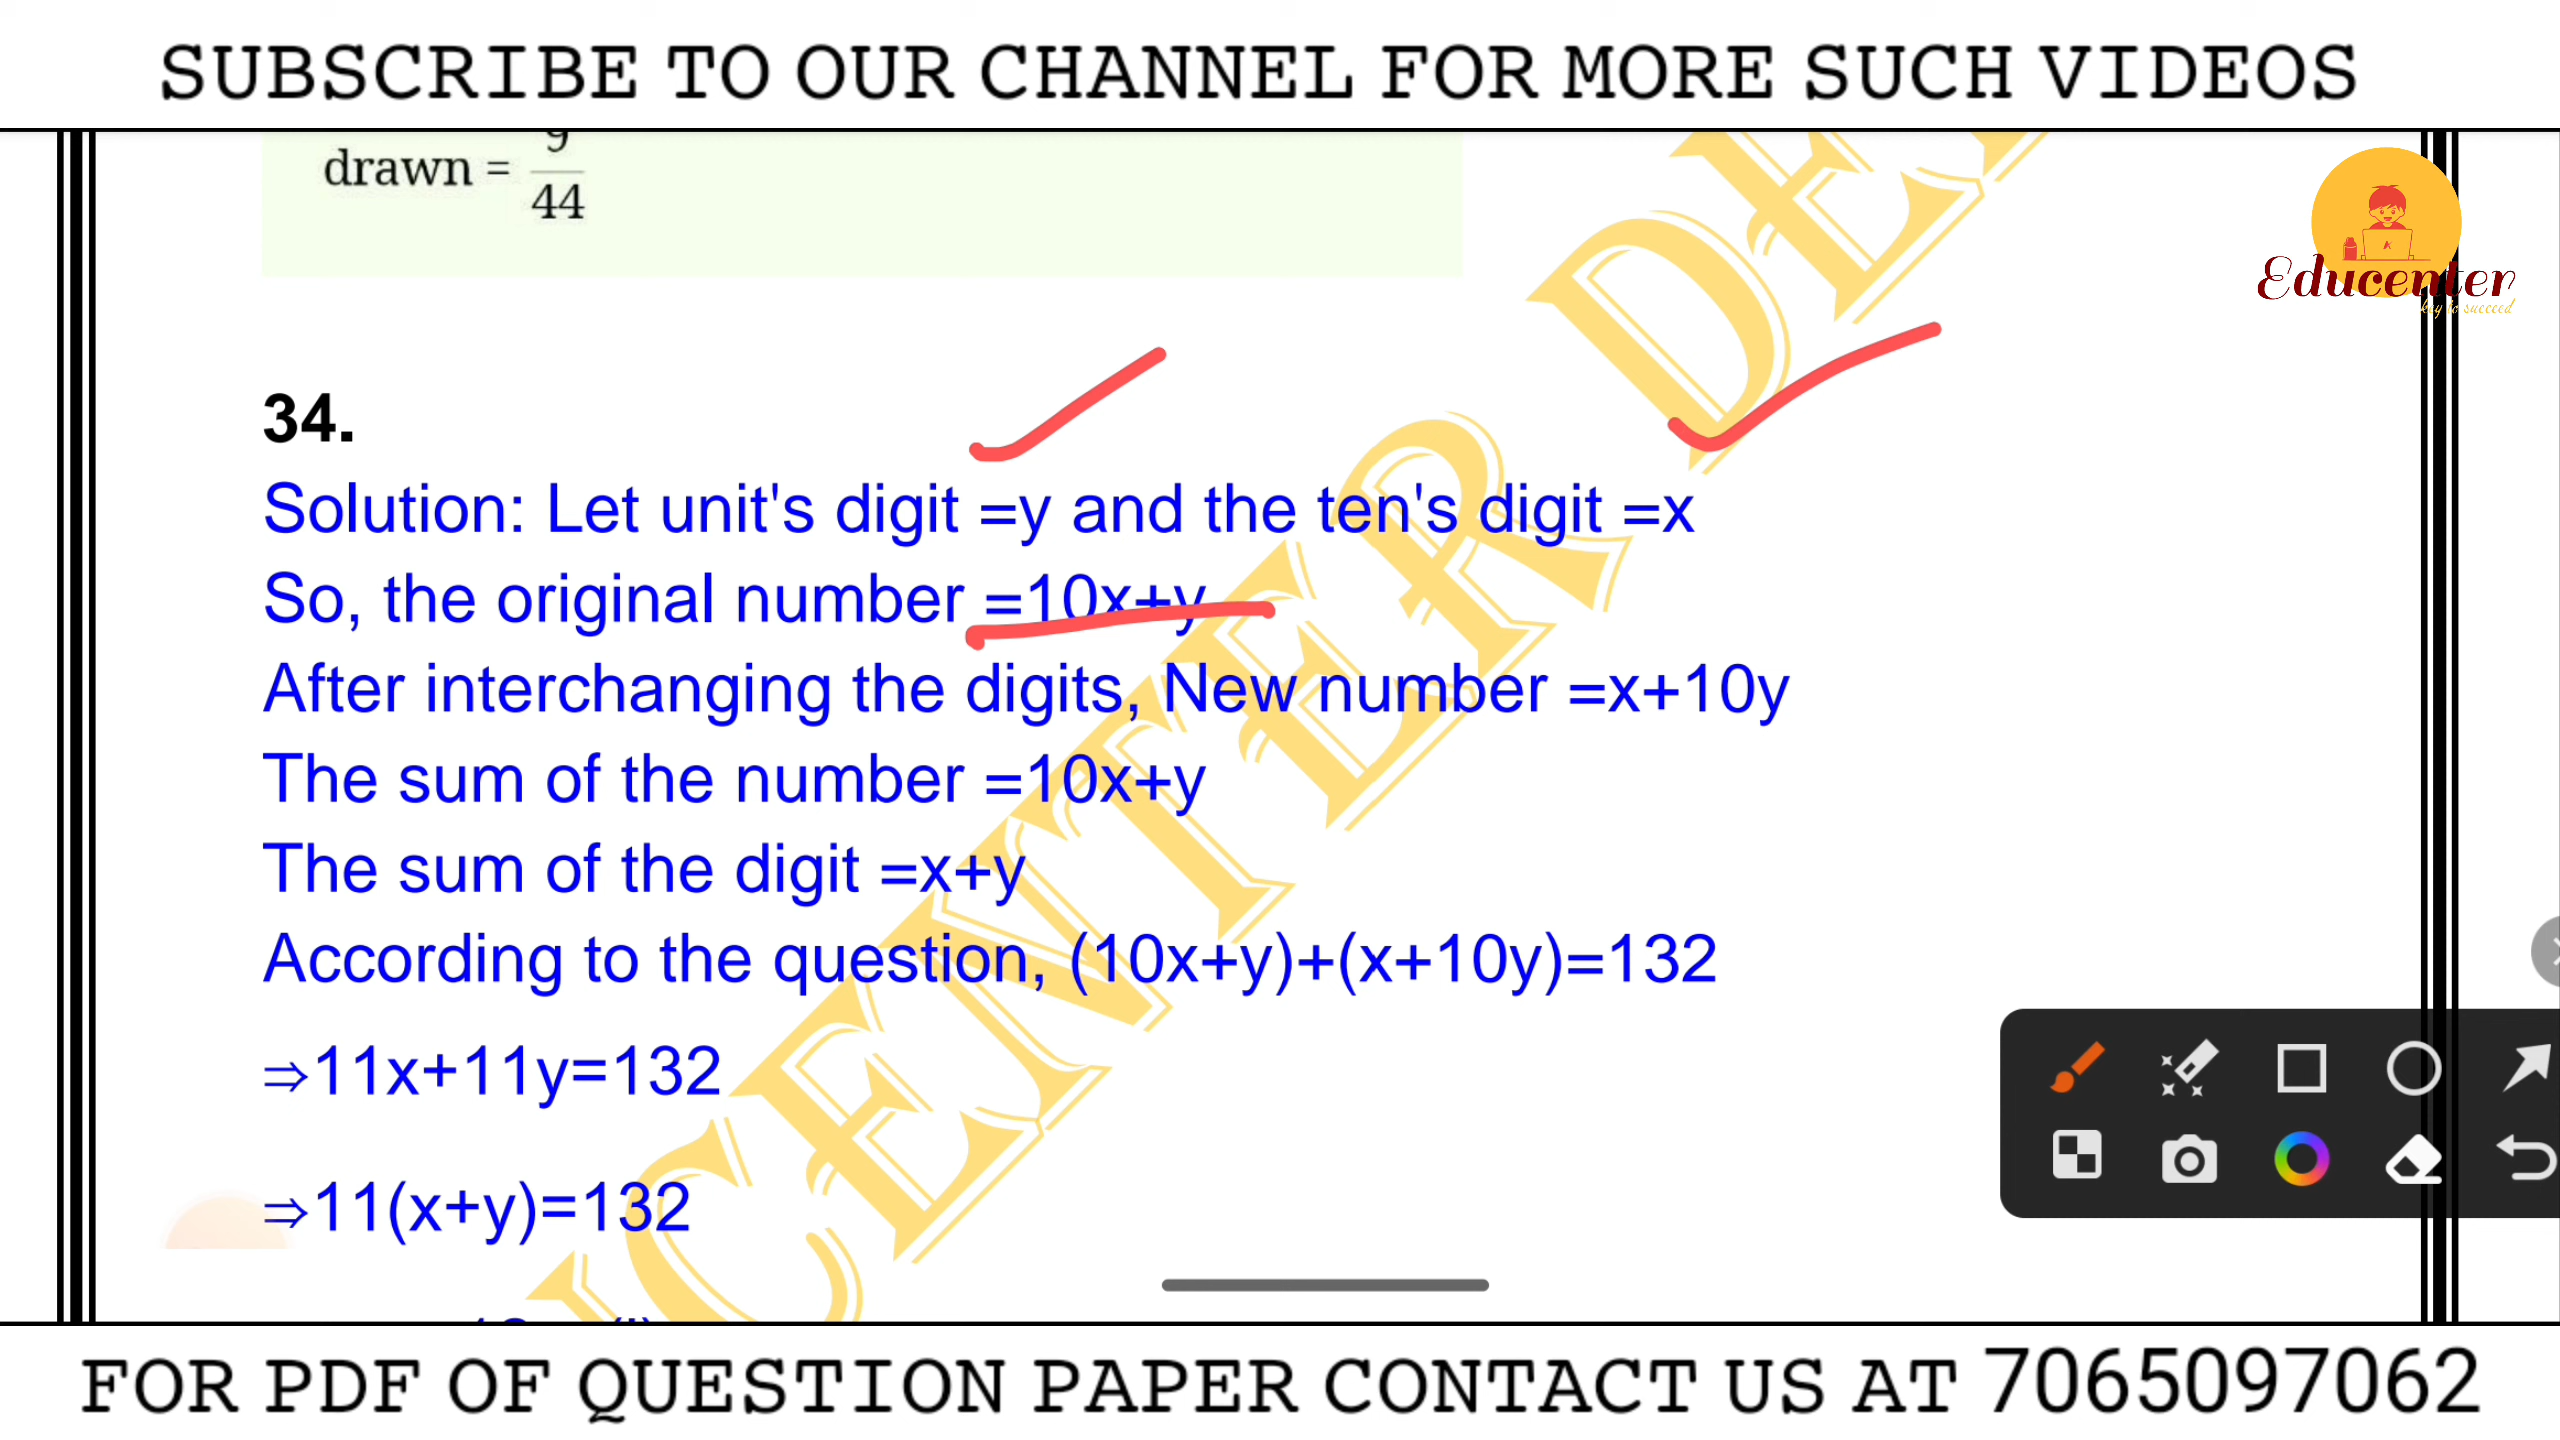 SUBSCRIBE TO OUR CHANNEL FOR MORE SUCH VIDEOS
drawn = 9/44
Educenter
key to succeed
34.
Solution: Let unit's digit =y and the ten's digit =x
So, the original number =10x+y
After interchanging the digits, New number =x+10y
The sum of the number =10x+y
The sum of the digit =x+y
According to the question, (10x+y)+(x+10y)=132
⇒11x+11y=132
⇒11(x+y)=132
FOR PDF OF QUESTION PAPER CONTACT US AT 7065097062